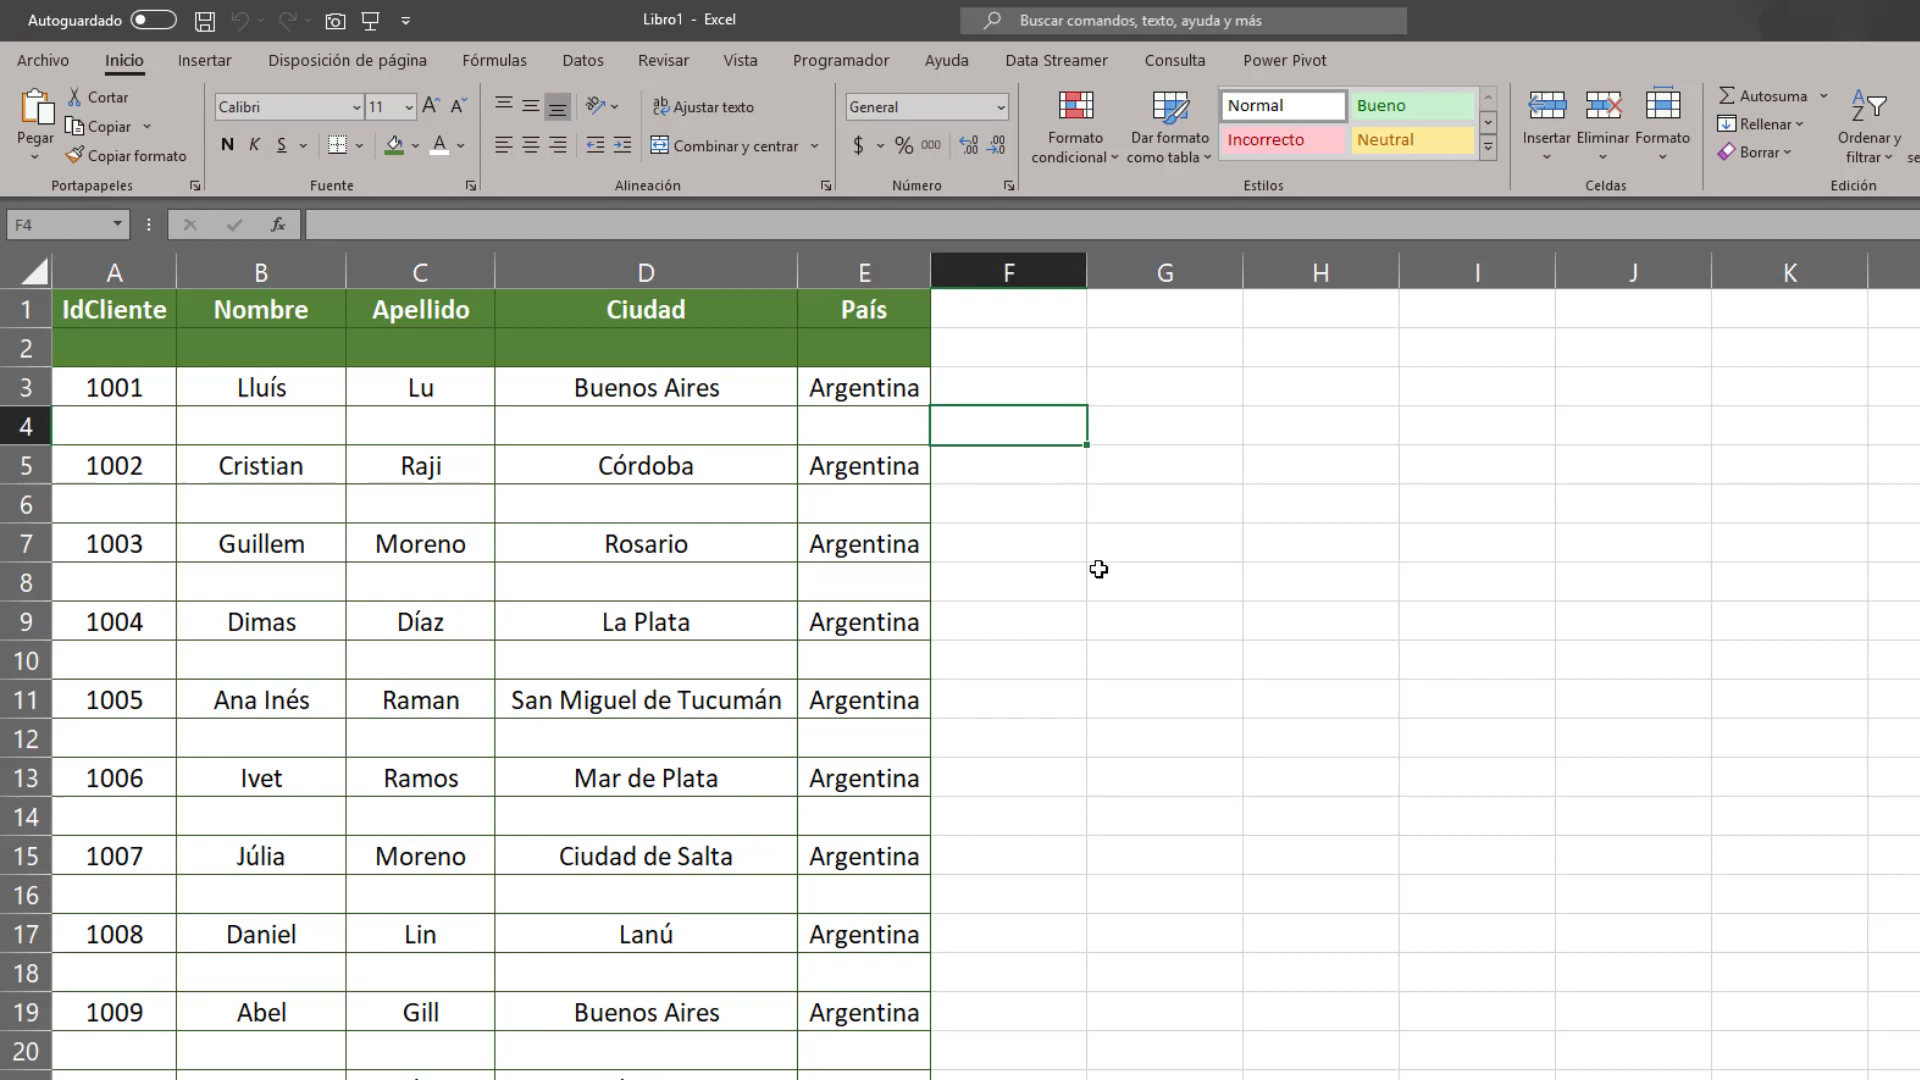 Autoguardado
Libro1 - Excel
Buscar comandos, texto, ayuda y más
Archivo Inicio Insertar Disposición de página Fórmulas Datos Revisar Vista Programador Ayuda Data Streamer Consulta Power Pivot
Pegar
Cortar
Copiar
Copiar formato
Portapapeles
Calibri 11 A A
N K S A
Fuente
Ajustar texto
Combinar y centrar
Alineación
General
$ % 000
Número
Formato condicional
Dar formato como tabla
Normal Bueno
Incorrecto Neutral
Estilos
Insertar Eliminar Formato
Celdas
Autosuma
Rellenar
Borrar
Ordenar y filtrar
Edición
F4 fx
A B C D E F G H I J K
1 IdCliente Nombre Apellido Ciudad País
2
3 1001 Lluís Lu Buenos Aires Argentina
4
5 1002 Cristian Raji Córdoba Argentina
6
7 1003 Guillem Moreno Rosario Argentina
8
9 1004 Dimas Díaz La Plata Argentina
10
11 1005 Ana Inés Raman San Miguel de Tucumán Argentina
12
13 1006 Ivet Ramos Mar de Plata Argentina
14
15 1007 Júlia Moreno Ciudad de Salta Argentina
16
17 1008 Daniel Lin Lanú Argentina
18
19 1009 Abel Gill Buenos Aires Argentina
20